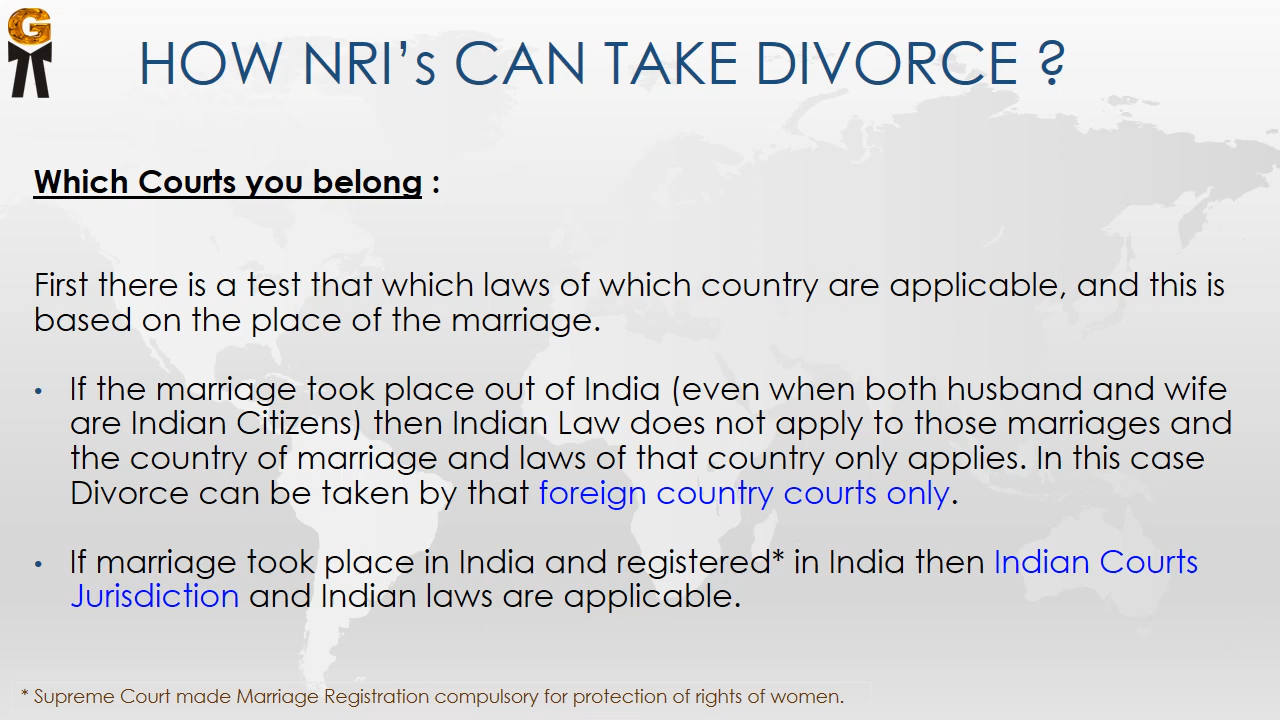 G
HOW NRI's CAN TAKE DIVORCE ?
Which Courts you belong :
First there is a test that which laws of which country are applicable, and this is
based on the place of the marriage.
• If the marriage took place out of India (even when both husband and wife
are Indian Citizens) then Indian Law does not apply to those marriages and
the country of marriage and laws of that country only applies. In this case
Divorce can be taken by that foreign country courts only.
• If marriage took place in India and registered* in India then Indian Courts
Jurisdiction and Indian laws are applicable.
* Supreme Court made Marriage Registration compulsory for protection of rights of women.